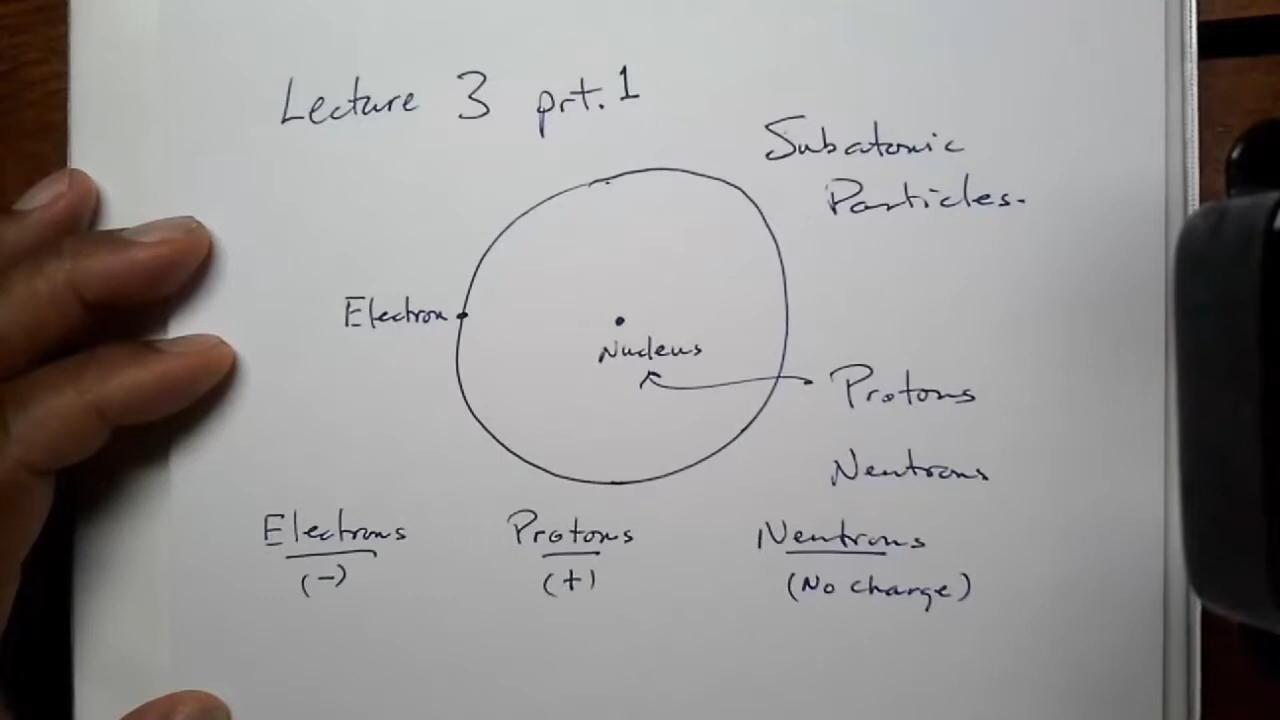 Lecture 3 prt.1
Subatomic
Particles.
Electron
Nucleus
Protons
Neutrons
Electrons Protons Neutrons
(-) (+) (No charge)